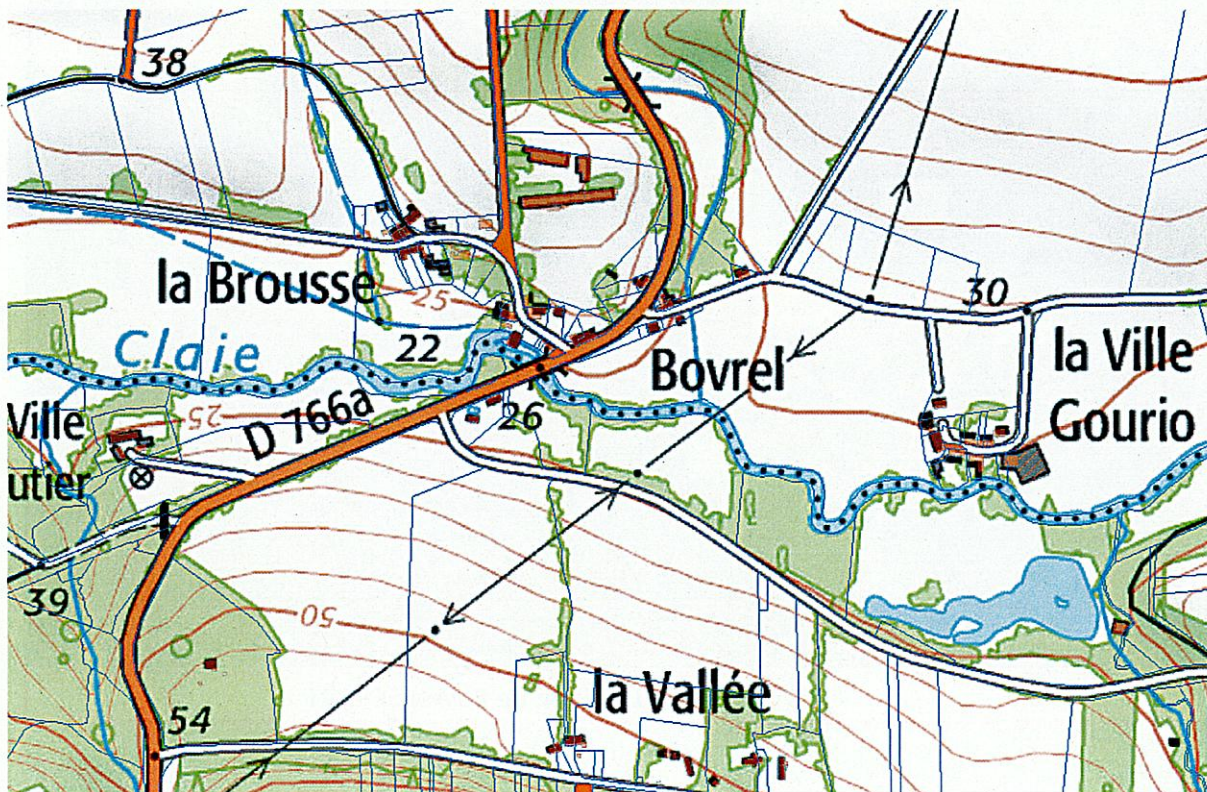 38
la Brousse
25
30
Claie
22
la Ville
Bovrel
Ville
25
D 766a
26
Gourio
utier
39
50
la Vallée
54